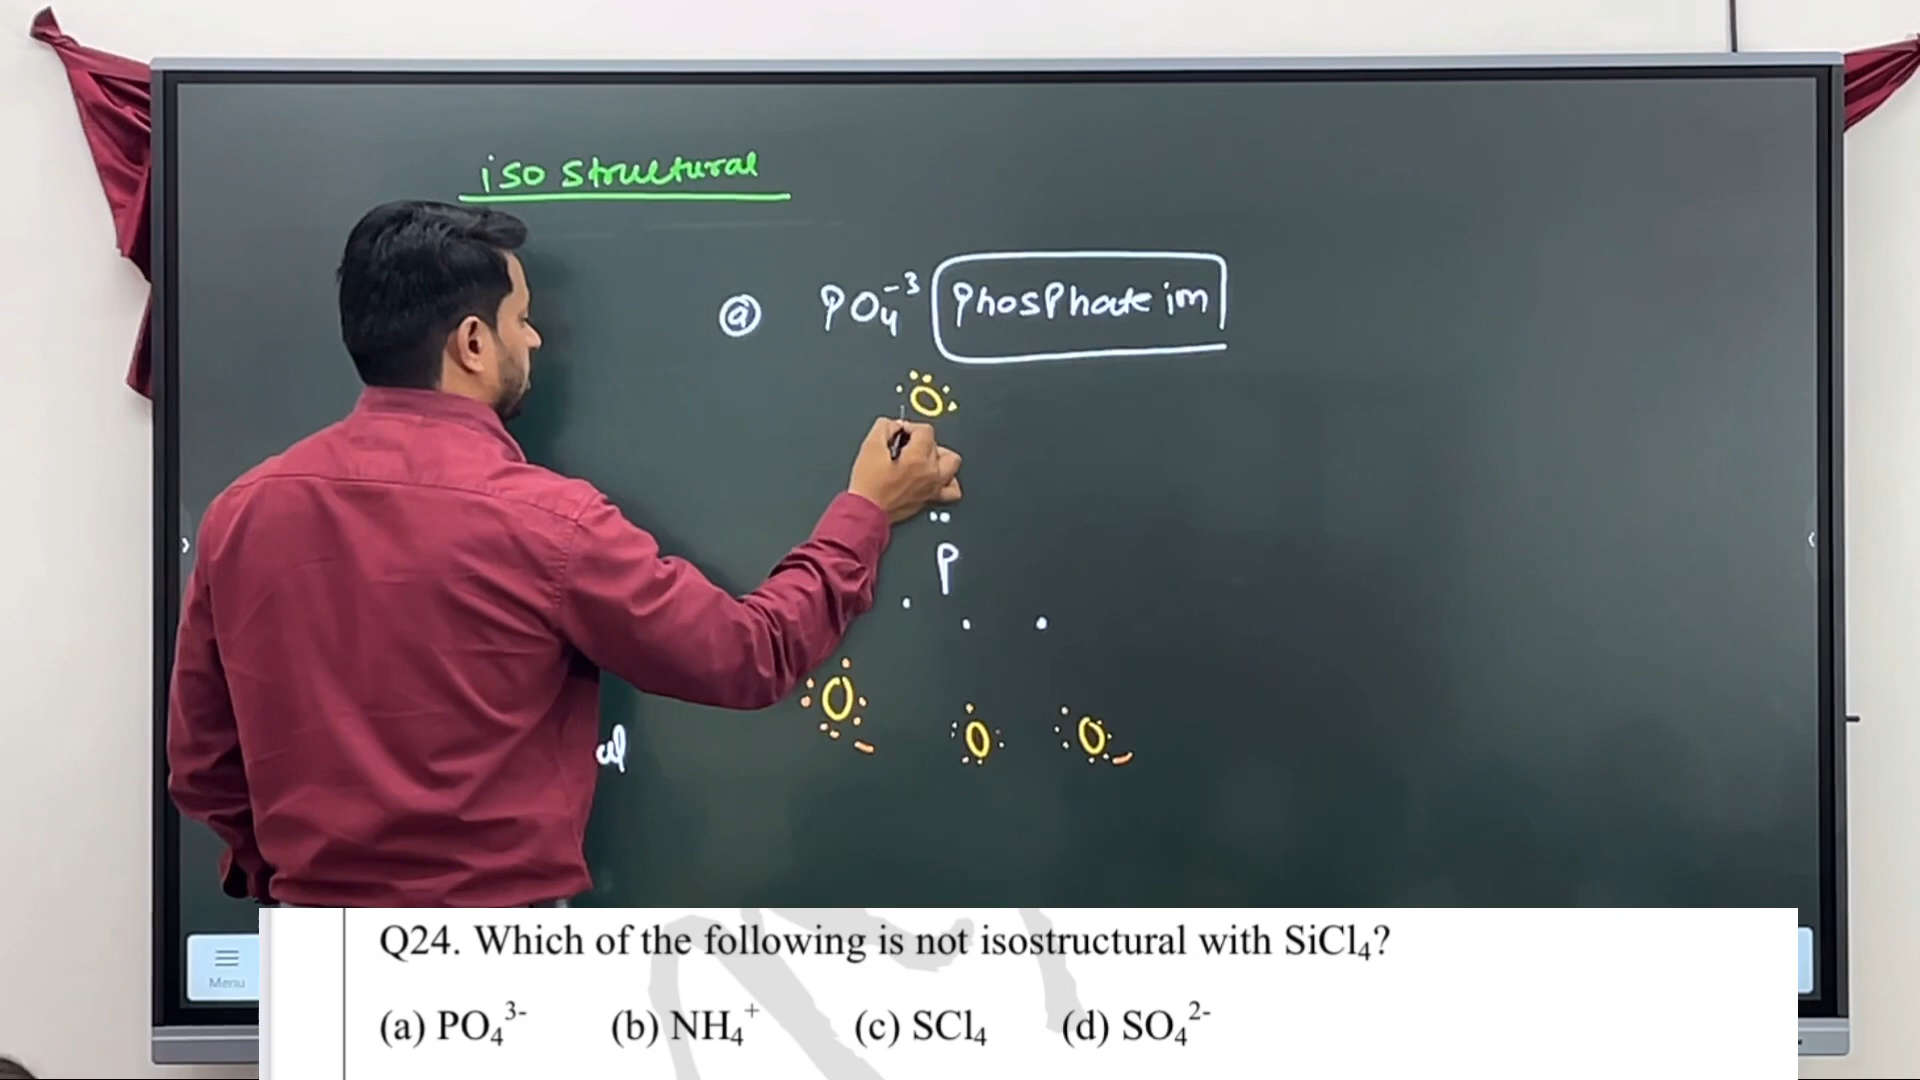 iso structural
ⓐ PO₄⁻³ Phosphate im
O
P
O O O
cl
Menu
Q24. Which of the following is not isostructural with SiCl₄?
(a) PO₄³⁻ (b) NH₄⁺ (c) SCl₄ (d) SO₄²⁻